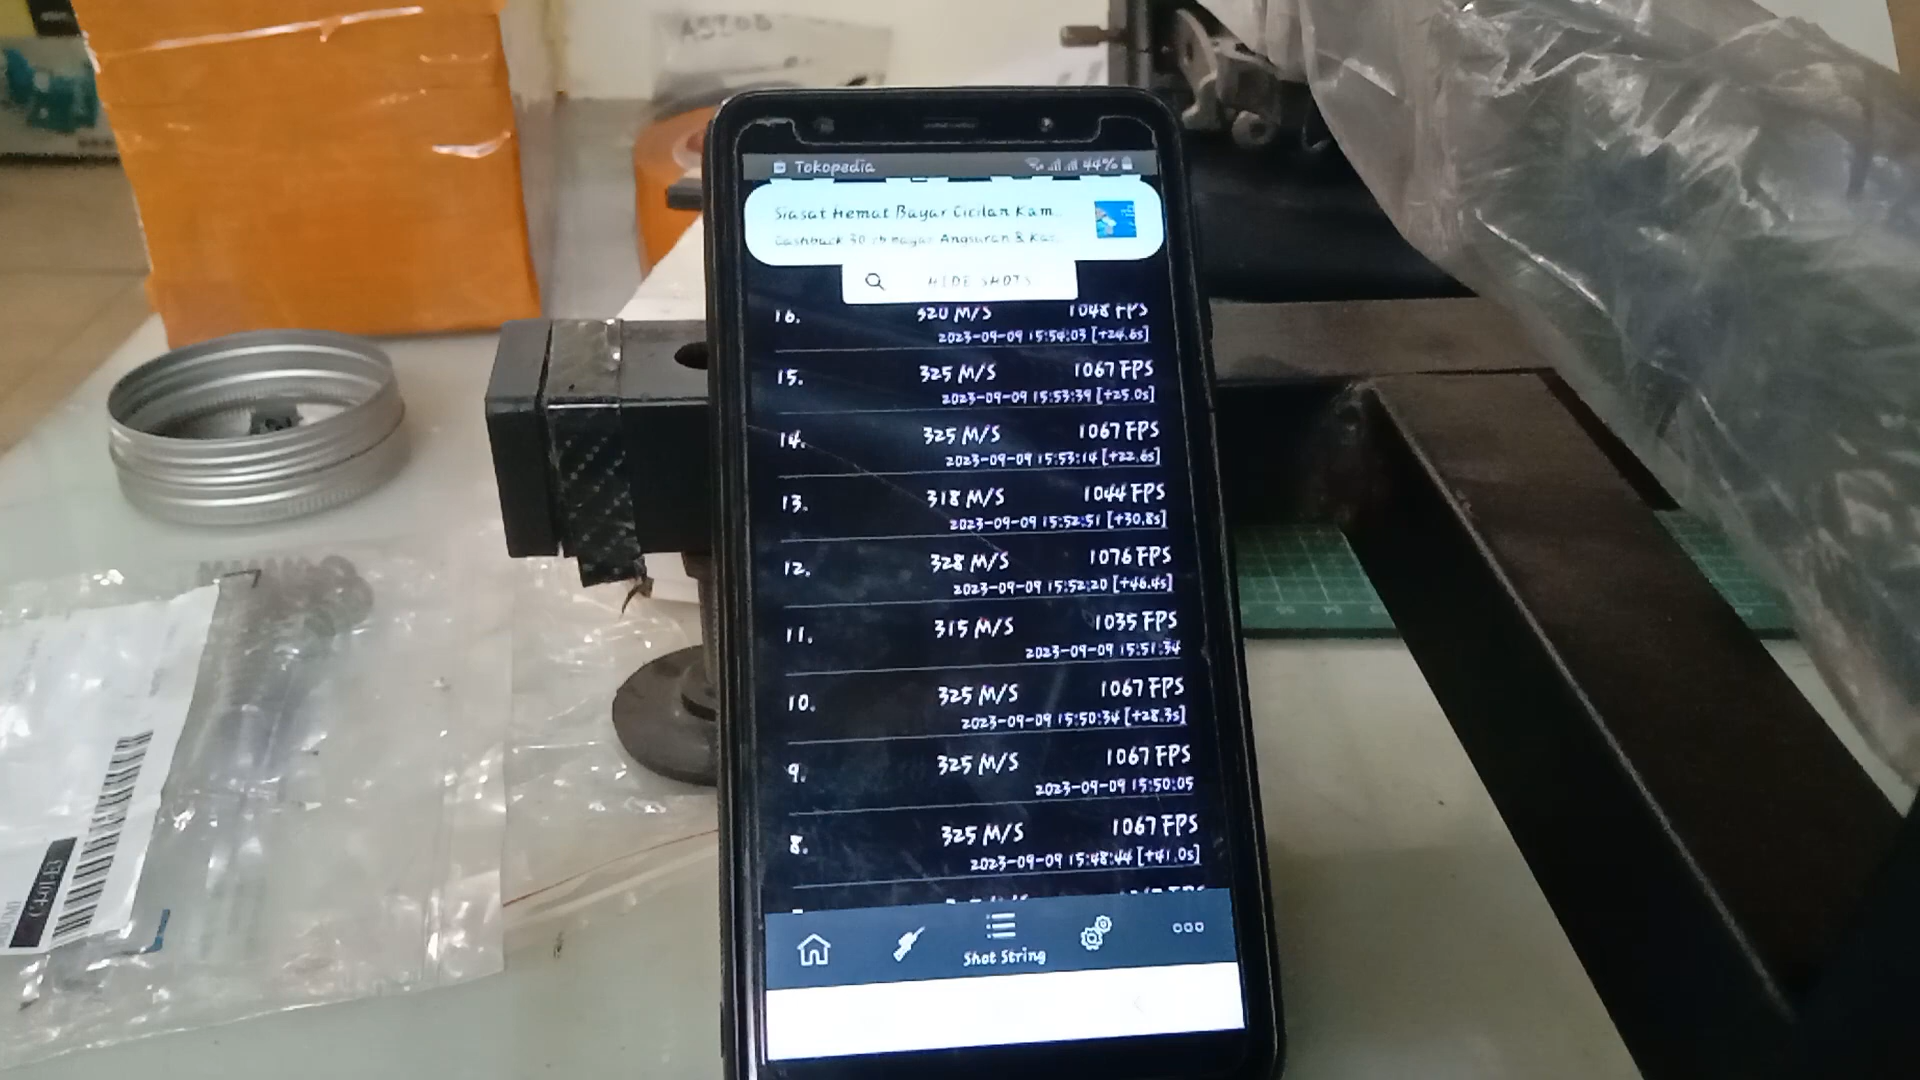 ASTOB
Tokopedia
44%
Siasat Hemat Bayar Cicilan Kam...
Cashback 50 rb Angsuran &
HIDE SHOTS
16. 320 M/S 1048 FPS
2023-09-09 15:54:03 [+24.6s]
15. 325 M/S 1067 FPS
2023-09-09 15:53:39 [+25.0s]
14. 325 M/S 1067 FPS
2023-09-09 15:53:14 [+22.6s]
13. 318 M/S 1044 FPS
2023-09-09 15:52:51 [+30.8s]
12. 328 M/S 1076 FPS
2023-09-09 15:52:20 [+46.4s]
11. 315 M/S 1035 FPS
2023-09-09 15:51:34
10. 325 M/S 1067 FPS
2023-09-09 15:50:34 [+28.3s]
9. 325 M/S 1067 FPS
2023-09-09 15:50:05
8. 325 M/S 1067 FPS
2023-09-09 15:48:44 [+41.0s]
Shot String